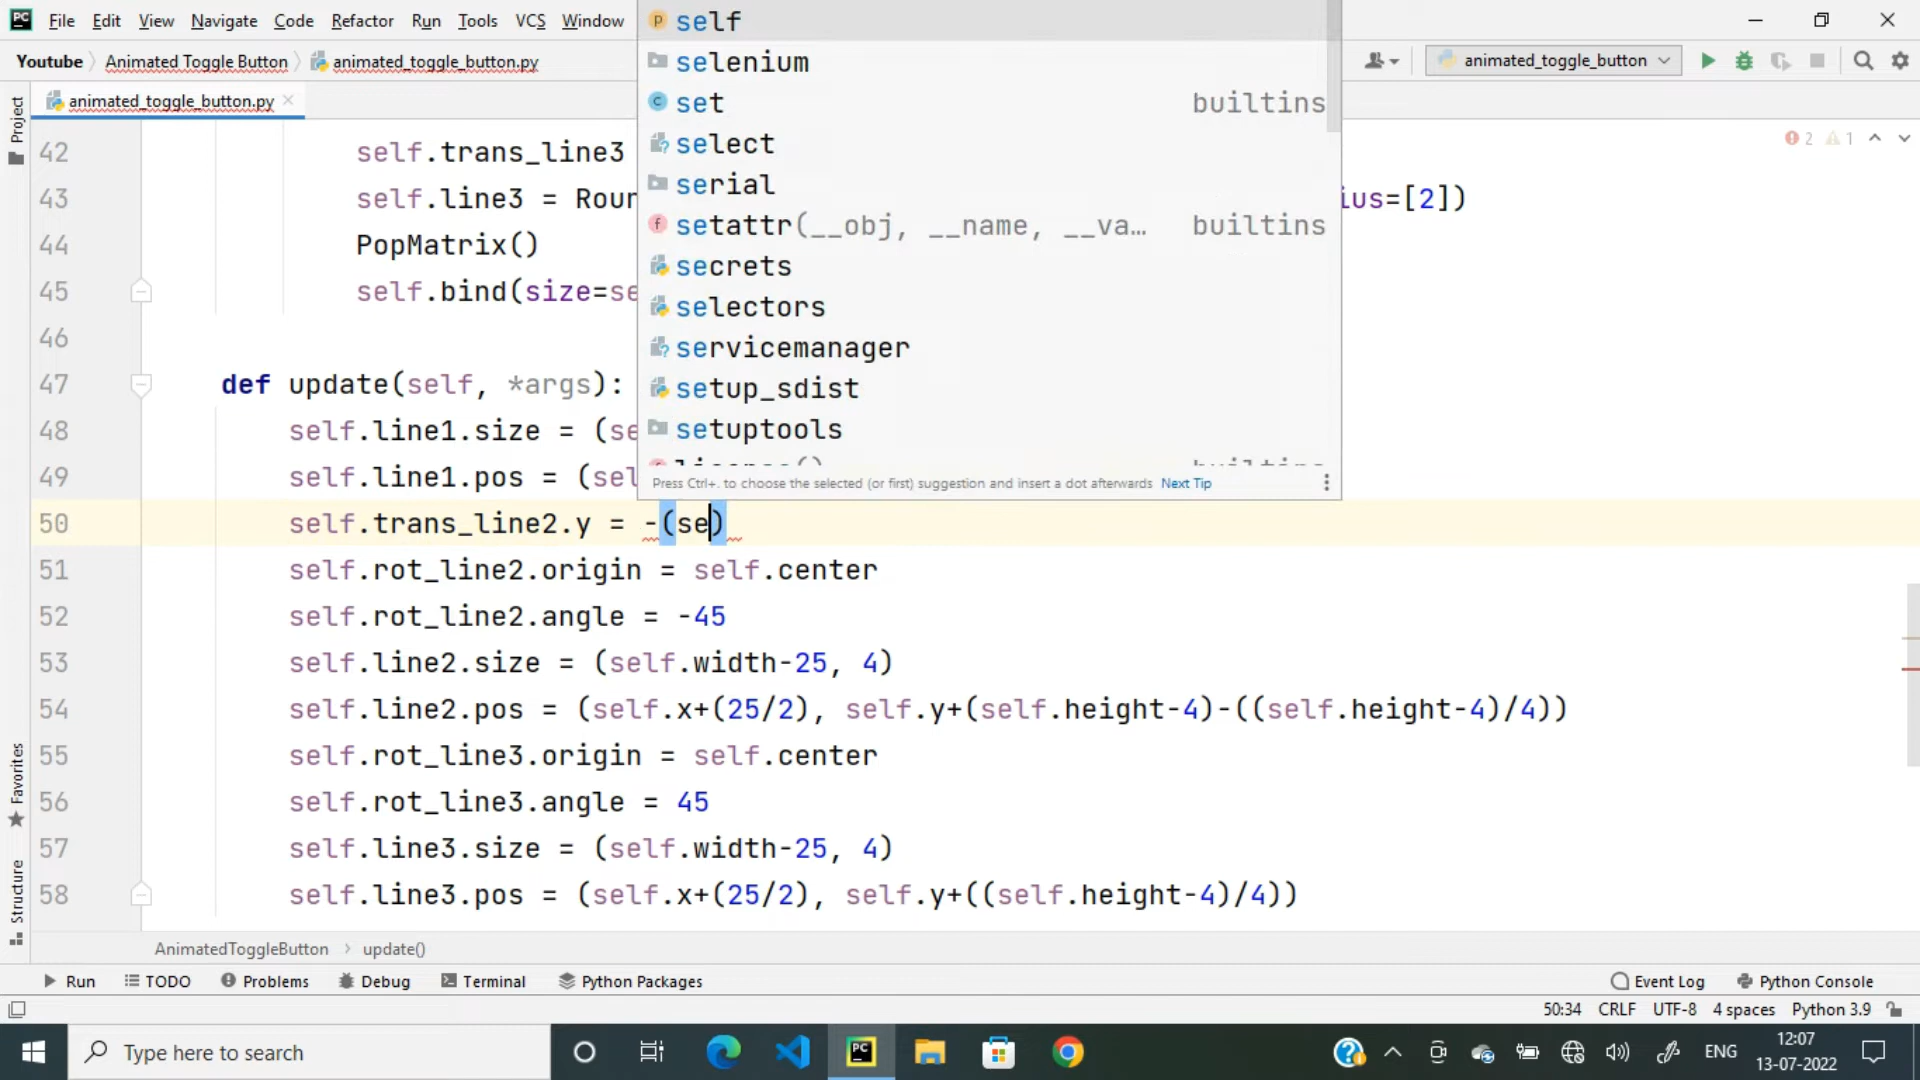 PC File Edit View Navigate Code Refactor Run Tools VCS Window
Youtube Animated Toggle Button animated_toggle_button.py animated_toggle_button
animated_toggle_button.py
Project
Favorites
Structure
p self
selenium
C set builtins
select
serial
f setattr(__obj, __name, __va… builtins
secrets
selectors
servicemanager
setup_sdist
setuptools
Press Ctrl+. to choose the selected (or first) suggestion and insert a dot afterwards Next Tip
2 1
42 self.trans_line3
43 self.line3 = Roun ius=[2])
44 PopMatrix()
45 self.bind(size=se
46
47 def update(self, *args):
48 self.line1.size = (se
49 self.line1.pos = (sel
50 self.trans_line2.y = -(se)
51 self.rot_line2.origin = self.center
52 self.rot_line2.angle = -45
53 self.line2.size = (self.width-25, 4)
54 self.line2.pos = (self.x+(25/2), self.y+(self.height-4)-((self.height-4)/4))
55 self.rot_line3.origin = self.center
56 self.rot_line3.angle = 45
57 self.line3.size = (self.width-25, 4)
58 self.line3.pos = (self.x+(25/2), self.y+((self.height-4)/4))
AnimatedToggleButton update()
Run TODO Problems Debug Terminal Python Packages Event Log Python Console
50:34 CRLF UTF-8 4 spaces Python 3.9
Type here to search PC ENG 12:07
13-07-2022